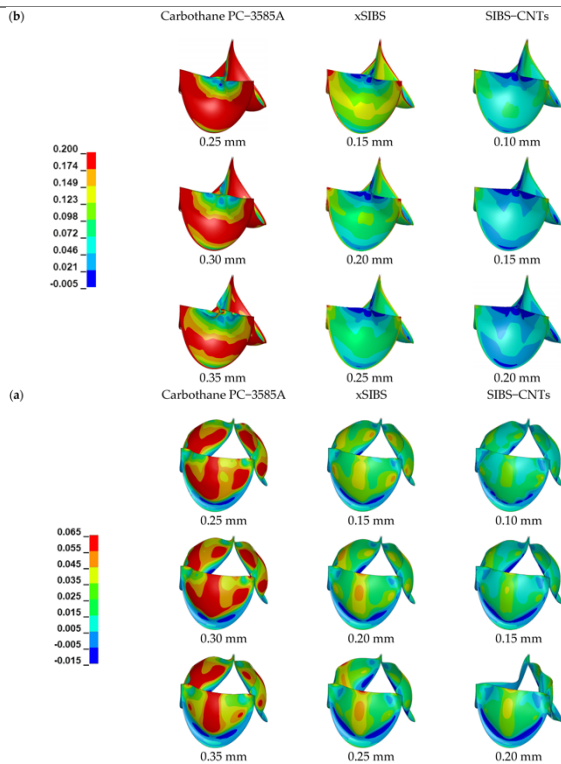 (b) Carbothane PC−3585A xSIBS SIBS−CNTs
0.25 mm 0.15 mm 0.10 mm
0.200
0.174
0.149
0.123
0.098
0.072
0.046
0.021
-0.005
0.30 mm 0.20 mm 0.15 mm
0.35 mm 0.25 mm 0.20 mm
(a) Carbothane PC−3585A xSIBS SIBS−CNTs
0.25 mm 0.15 mm 0.10 mm
0.065
0.055
0.045
0.035
0.025
0.015
0.005
-0.005
-0.015
0.30 mm 0.20 mm 0.15 mm
0.35 mm 0.25 mm 0.20 mm